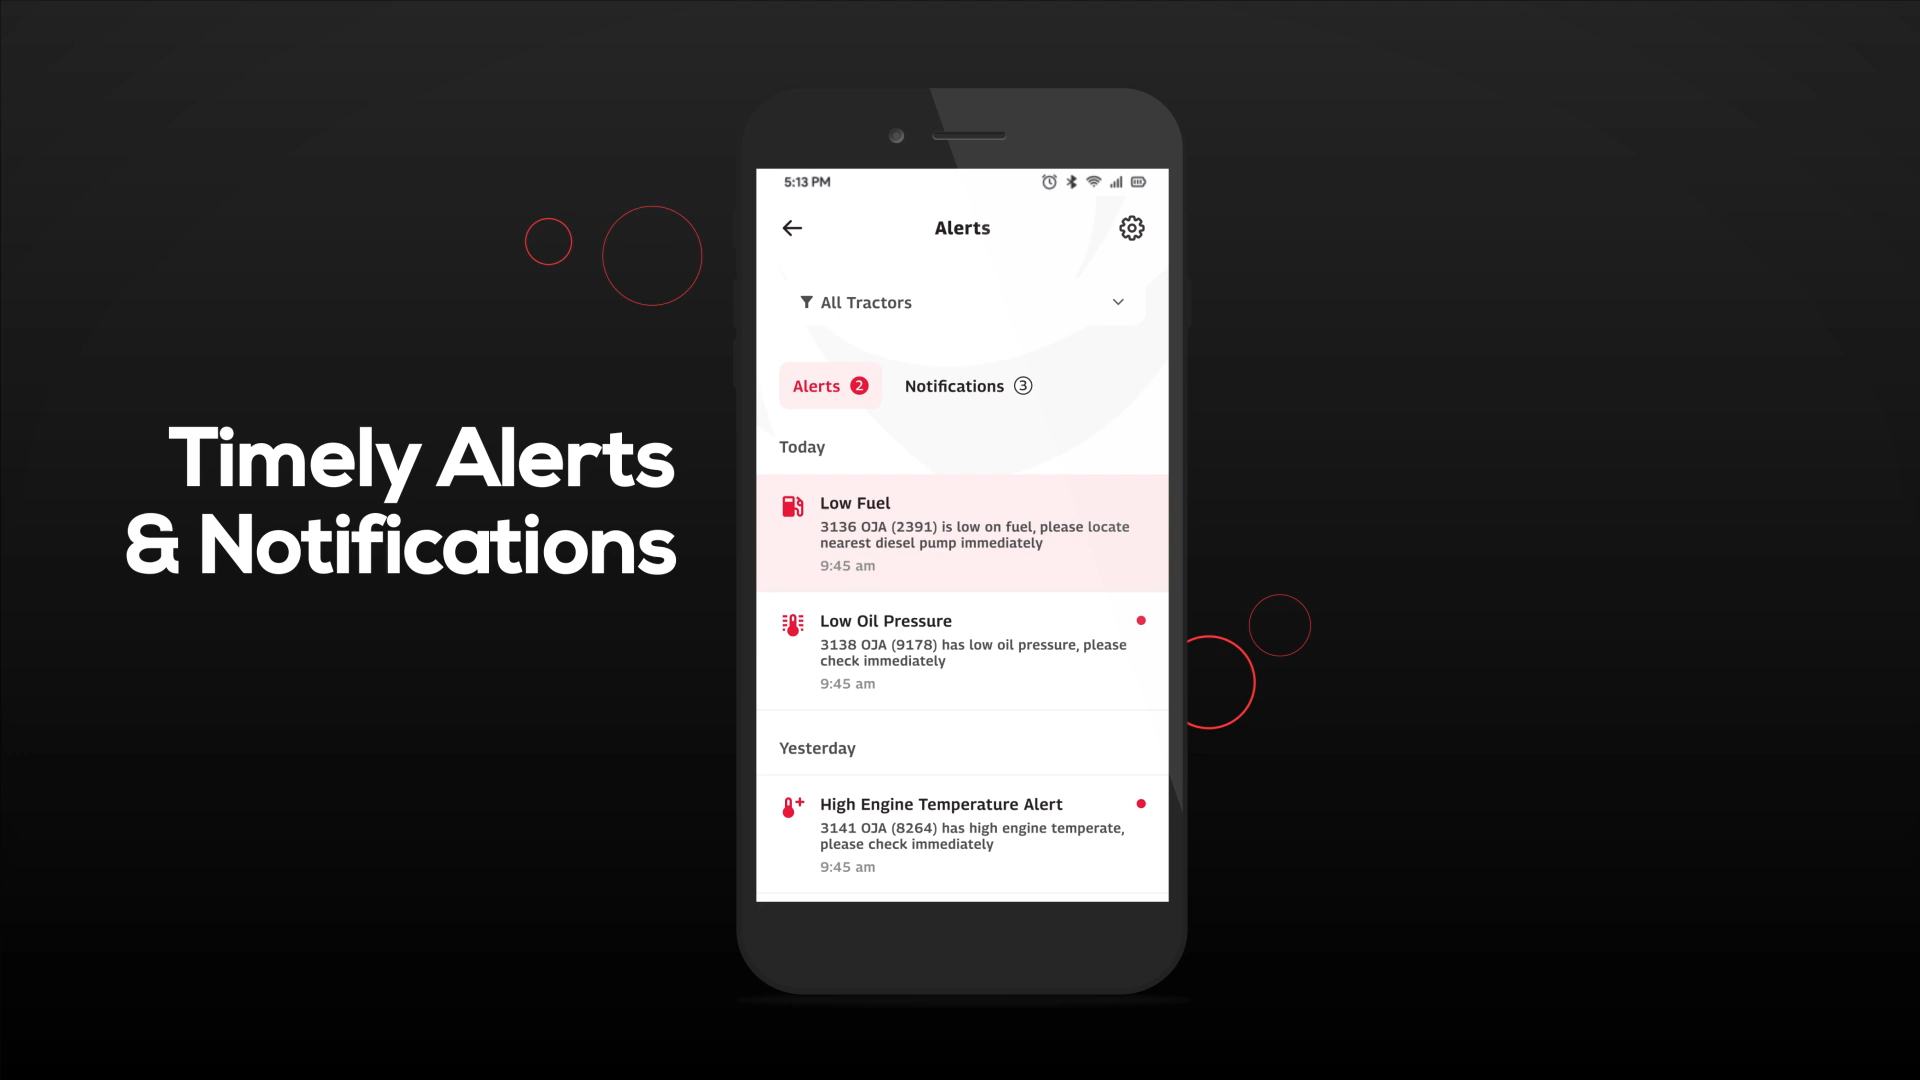 Timely Alerts
& Notifications
5:13 PM
Alerts
All Tractors
Alerts 2 Notifications 3
Today
Low Fuel
3136 OJA (2391) is low on fuel, please locate
nearest diesel pump immediately
9:45 am
Low Oil Pressure
3138 OJA (9178) has low oil pressure, please
check immediately
9:45 am
Yesterday
High Engine Temperature Alert
3141 OJA (8264) has high engine temperate,
please check immediately
9:45 am